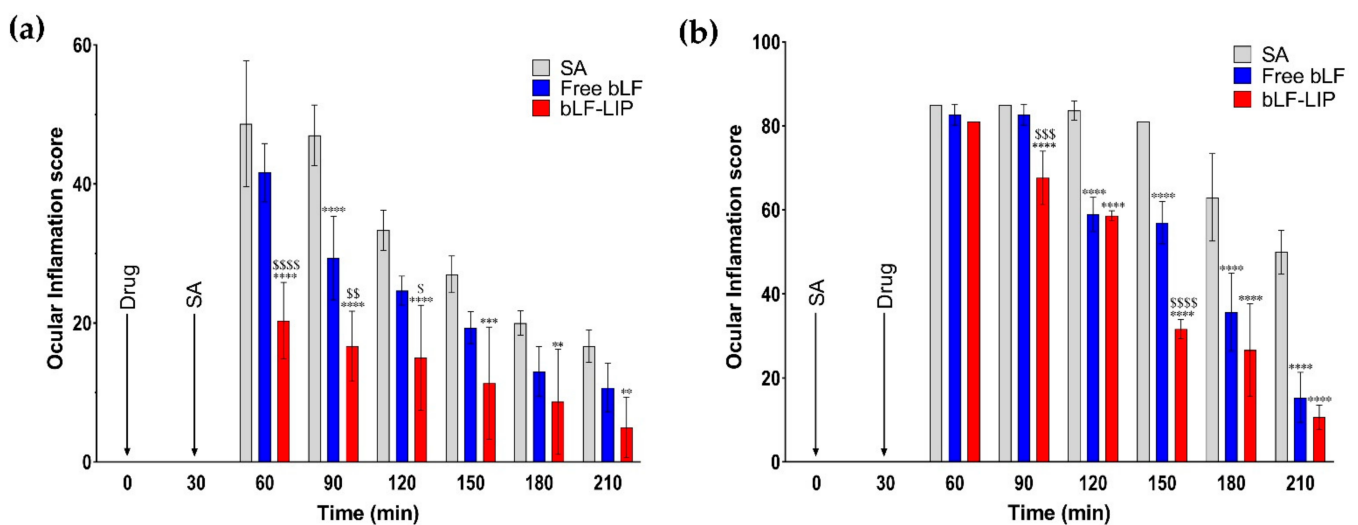 (a)
60
40
20
0
Ocular Inflamation score
SA
Free bLF
bLF-LIP
Drug
SA
$$$$
****
****
$$
****
$
****
***
**
**
0 30 60 90 120 150 180 210
Time (min)
(b)
100
80
60
40
20
0
Ocular Inflamation score
SA
Free bLF
bLF-LIP
SA
Drug
$$$
****
****
****
****
$$$$
****
****
****
****
****
0 30 60 90 120 150 180 210
Time (min)